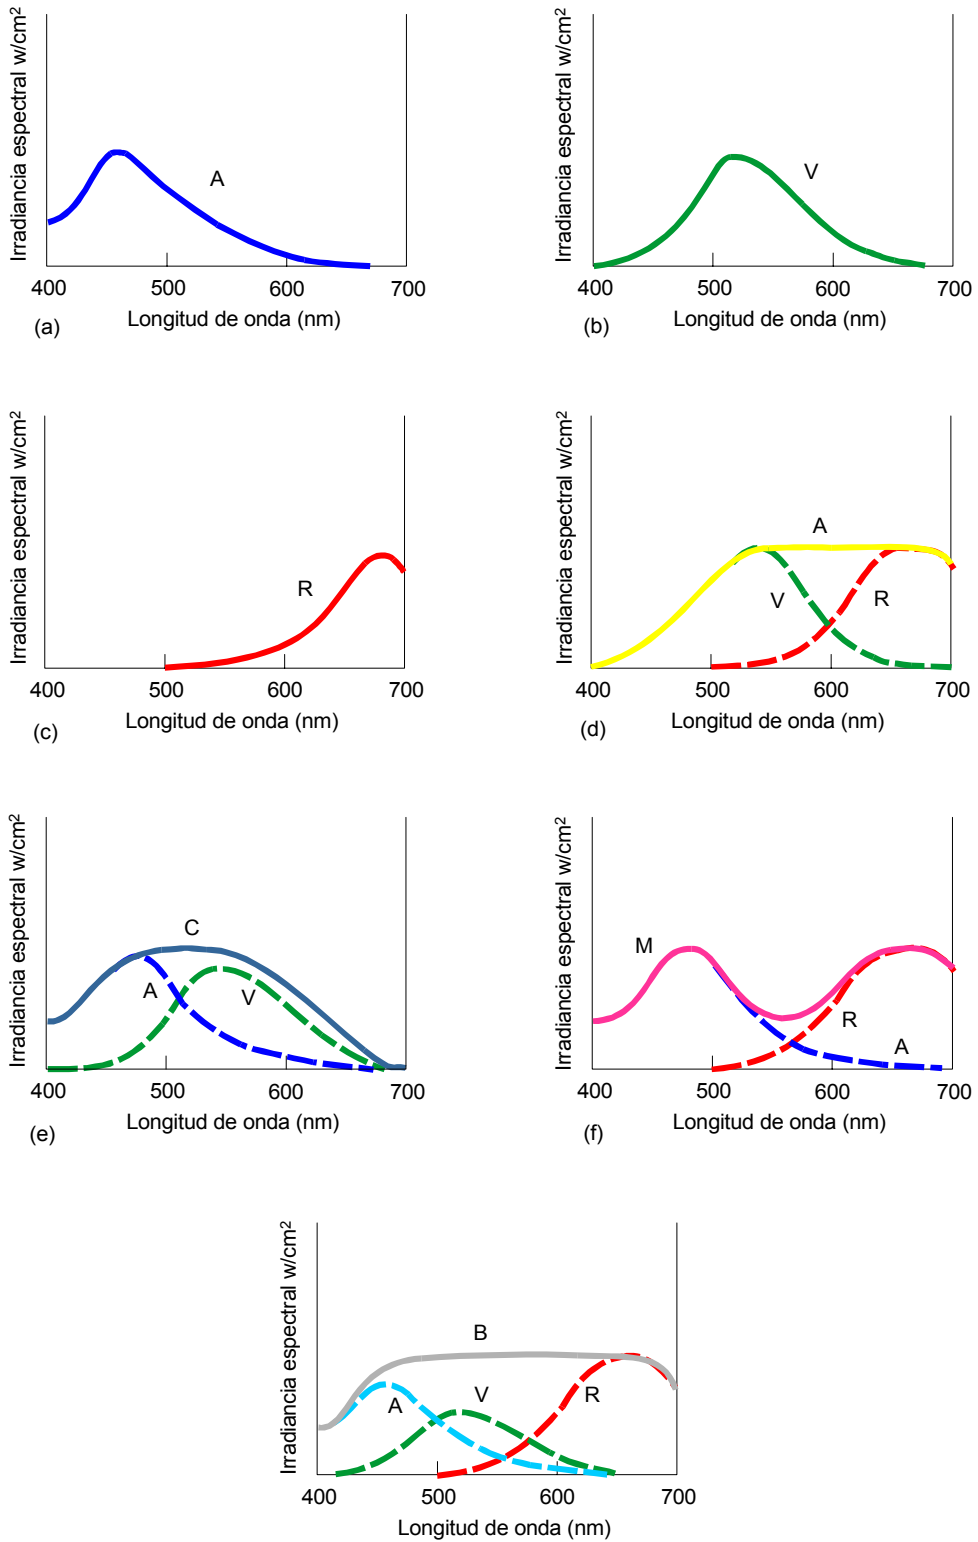 Irradiancia espectral w/cm²
A
400 500 600 700
Longitud de onda (nm)
(a)
Irradiancia espectral w/cm²
V
400 500 600 700
Longitud de onda (nm)
(b)
Irradiancia espectral w/cm²
R
400 500 600 700
Longitud de onda (nm)
(c)
Irradiancia espectral w/cm²
A
V R
400 500 600 700
Longitud de onda (nm)
(d)
Irradiancia espectral w/cm²
C
A V
400 500 600 700
Longitud de onda (nm)
(e)
Irradiancia espectral w/cm²
M
R
A
400 500 600 700
Longitud de onda (nm)
(f)
Irradiancia espectral w/cm²
B
A V R
400 500 600 700
Longitud de onda (nm)